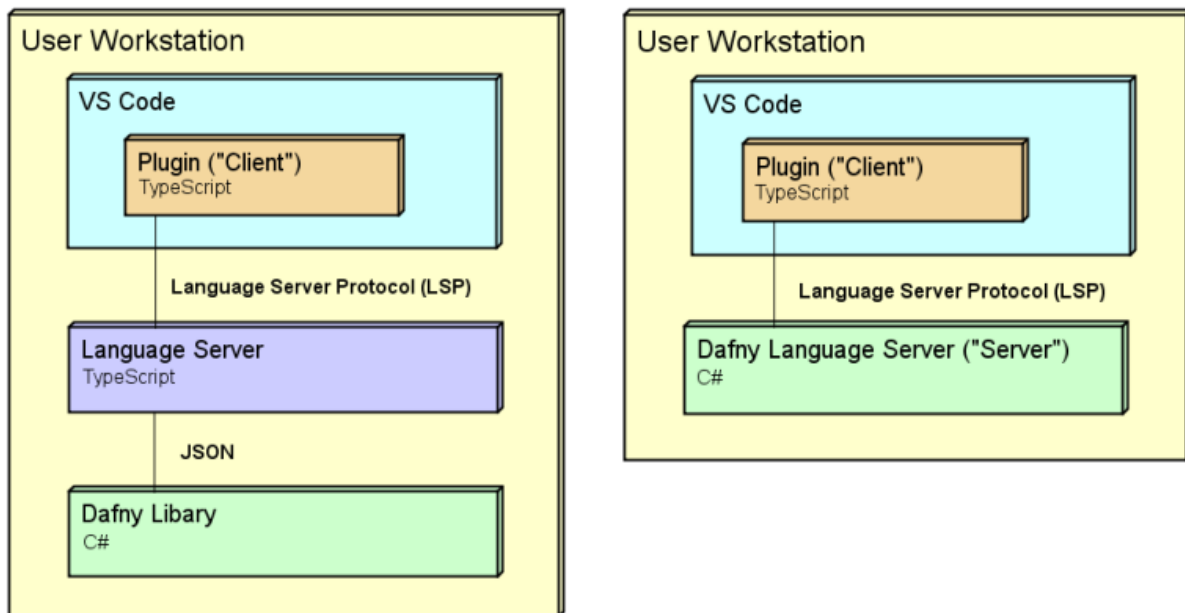 User Workstation
VS Code
Plugin ("Client")
TypeScript
Language Server Protocol (LSP)
Language Server
TypeScript
JSON
Dafny Libary
C#
User Workstation
VS Code
Plugin ("Client")
TypeScript
Language Server Protocol (LSP)
Dafny Language Server ("Server")
C#